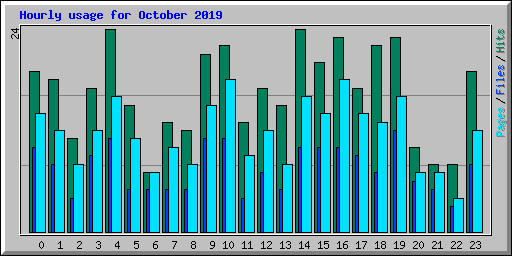 Hourly usage for October 2019
24
Pages/Files/Hits
0 1 2 3 4 5 6 7 8 9 10 11 12 13 14 15 16 17 18 19 20 21 22 23